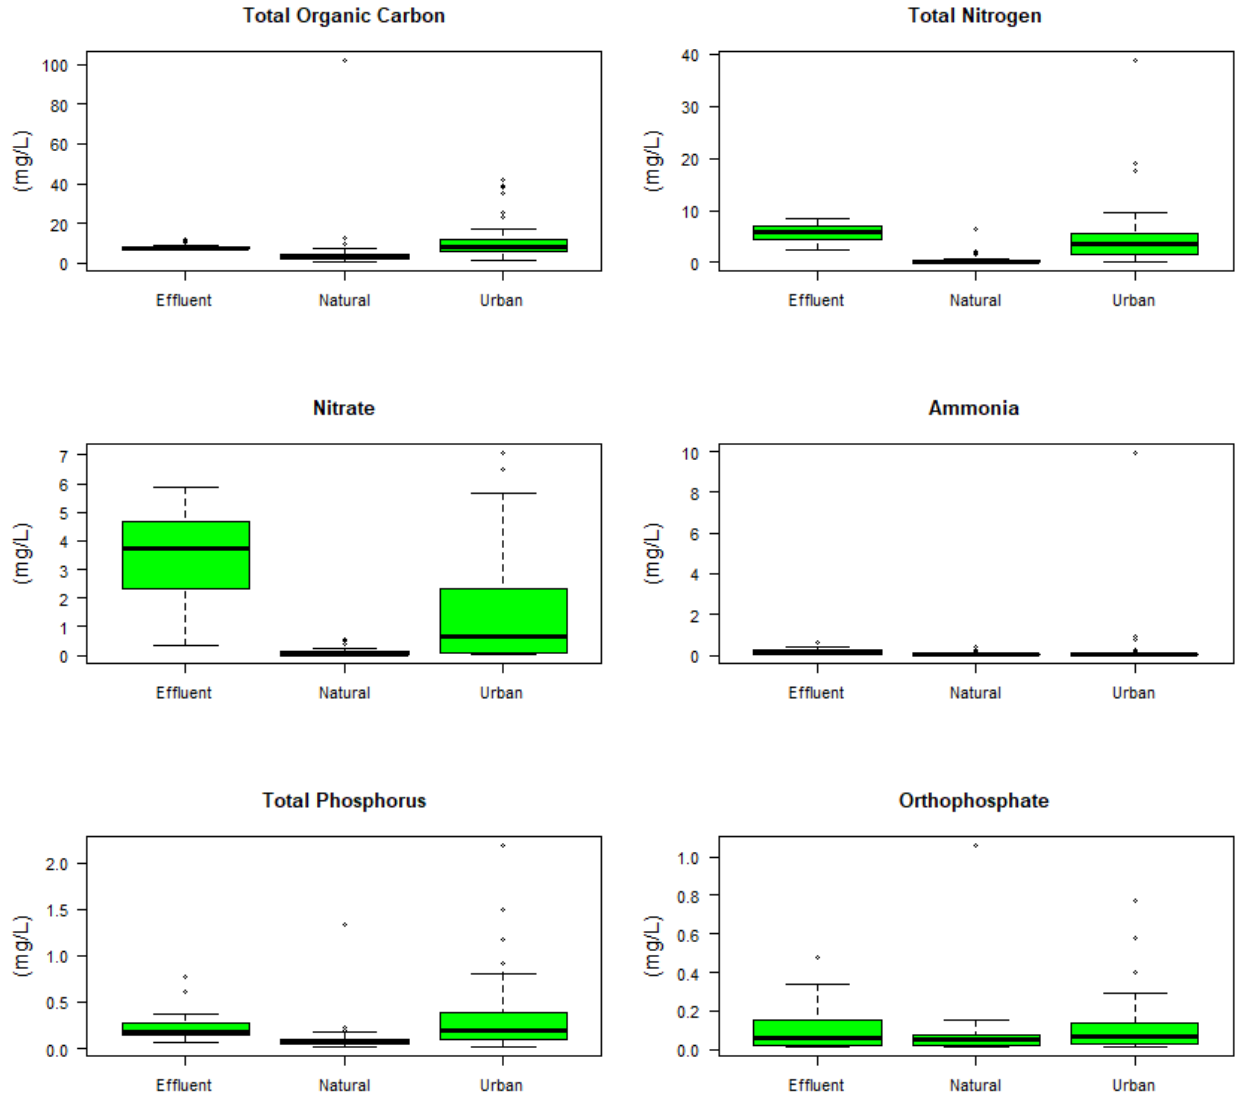 Total Organic Carbon
(mg/L)
100
80
60
40
20
0
Effluent Natural Urban
Total Nitrogen
(mg/L)
40
30
20
10
0
Effluent Natural Urban
Nitrate
(mg/L)
7
6
5
4
3
2
1
0
Effluent Natural Urban
Ammonia
(mg/L)
10
8
6
4
2
0
Effluent Natural Urban
Total Phosphorus
(mg/L)
2.0
1.5
1.0
0.5
0.0
Effluent Natural Urban
Orthophosphate
(mg/L)
1.0
0.8
0.6
0.4
0.2
0.0
Effluent Natural Urban